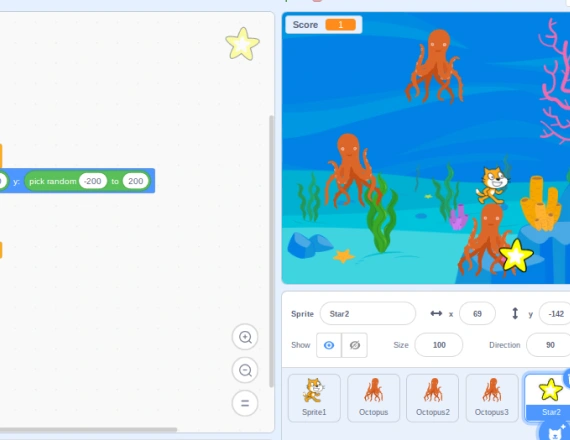 Score 1
y: pick random -200 to 200
Sprite Star2 x 69 y -142
Show Size 100 Direction 90
Sprite1 Octopus Octopus2 Octopus3 Star2